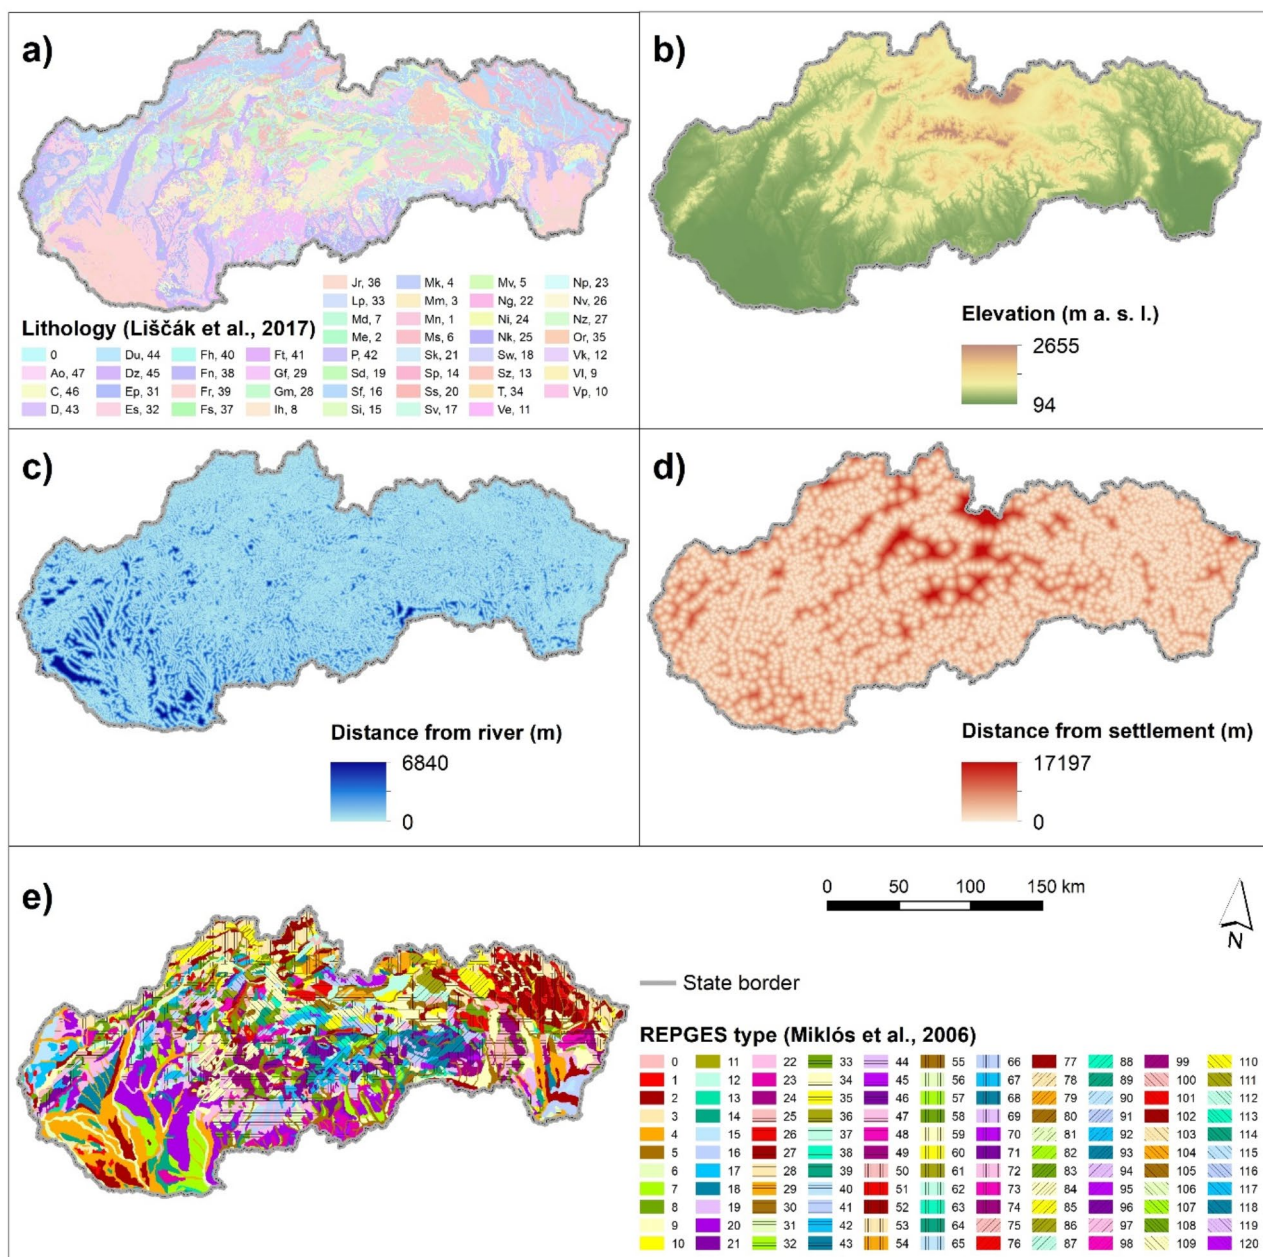 a)
Lithology (Liščák et al., 2017)
0 Du, 44 Fh, 40 Ft, 41
Ao, 47 Dz, 45 Fn, 38 Gf, 29
C, 46 Ep, 31 Fr, 39 Gm, 28
D, 43 Es, 32 Fs, 37 Ih, 8
Jr, 36 Mk, 4 Mv, 5 Np, 23
Lp, 33 Mm, 3 Ng, 22 Nv, 26
Md, 7 Mn, 1 Ni, 24 Nz, 27
Me, 2 Ms, 6 Nk, 25 Or, 35
P, 42 Sk, 21 Sw, 18 Vk, 12
Sd, 19 Sp, 14 Sz, 13 Vl, 9
Sf, 16 Ss, 20 T, 34 Vp, 10
Si, 15 Sv, 17 Ve, 11
b)
Elevation (m a. s. l.)
2655
94
c)
Distance from river (m)
6840
0
d)
Distance from settlement (m)
17197
0
e)
0 50 100 150 km
N
State border
REPGES type (Miklós et al., 2006)
0 11 22 33 44 55 66 77 88 99 110
1 12 23 34 45 56 67 78 89 100 111
2 13 24 35 46 57 68 79 90 101 112
3 14 25 36 47 58 69 80 91 102 113
4 15 26 37 48 59 70 81 92 103 114
5 16 27 38 49 60 71 82 93 104 115
6 17 28 39 50 61 72 83 94 105 116
7 18 29 40 51 62 73 84 95 106 117
8 19 30 41 52 63 74 85 96 107 118
9 20 31 42 53 64 75 86 97 108 119
10 21 32 43 54 65 76 87 98 109 120